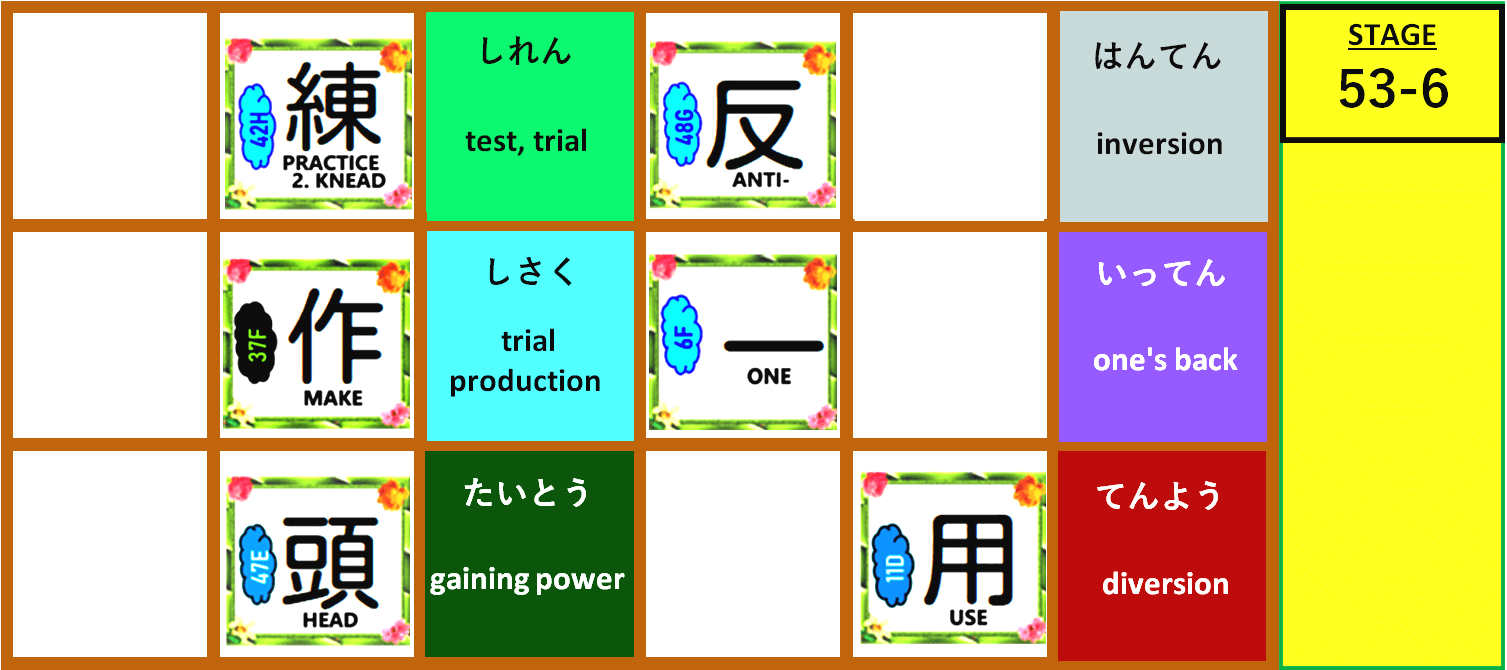 42H
練
PRACTICE
2. KNEAD
しれん
test, trial
48G
反
ANTI-
はんてん
inversion
STAGE
53-6
37F
作
MAKE
しさく
trial
production
6F
一
ONE
いってん
one's back
47E
頭
HEAD
たいとう
gaining power
11D
用
USE
てんよう
diversion